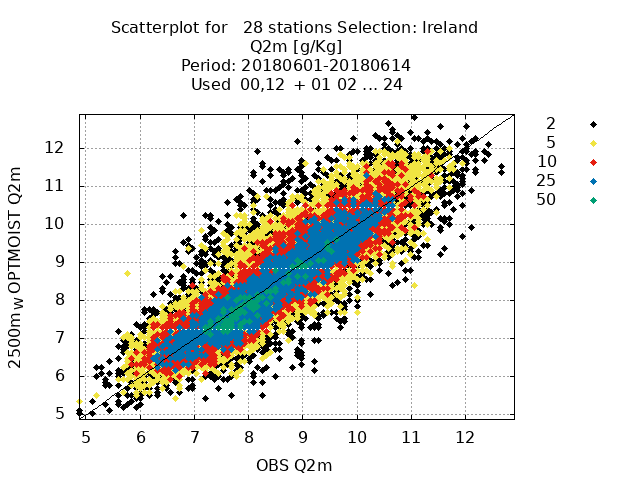 Scatterplot for 28 stations Selection: Ireland
Q2m [g/Kg]
Period: 20180601-20180614
Used 00,12 + 01 02 ... 24
2
5
10
25
50
12
11
10
9
8
7
6
5
2500m_W OPTMOIST Q2m
5 6 7 8 9 10 11 12
OBS Q2m